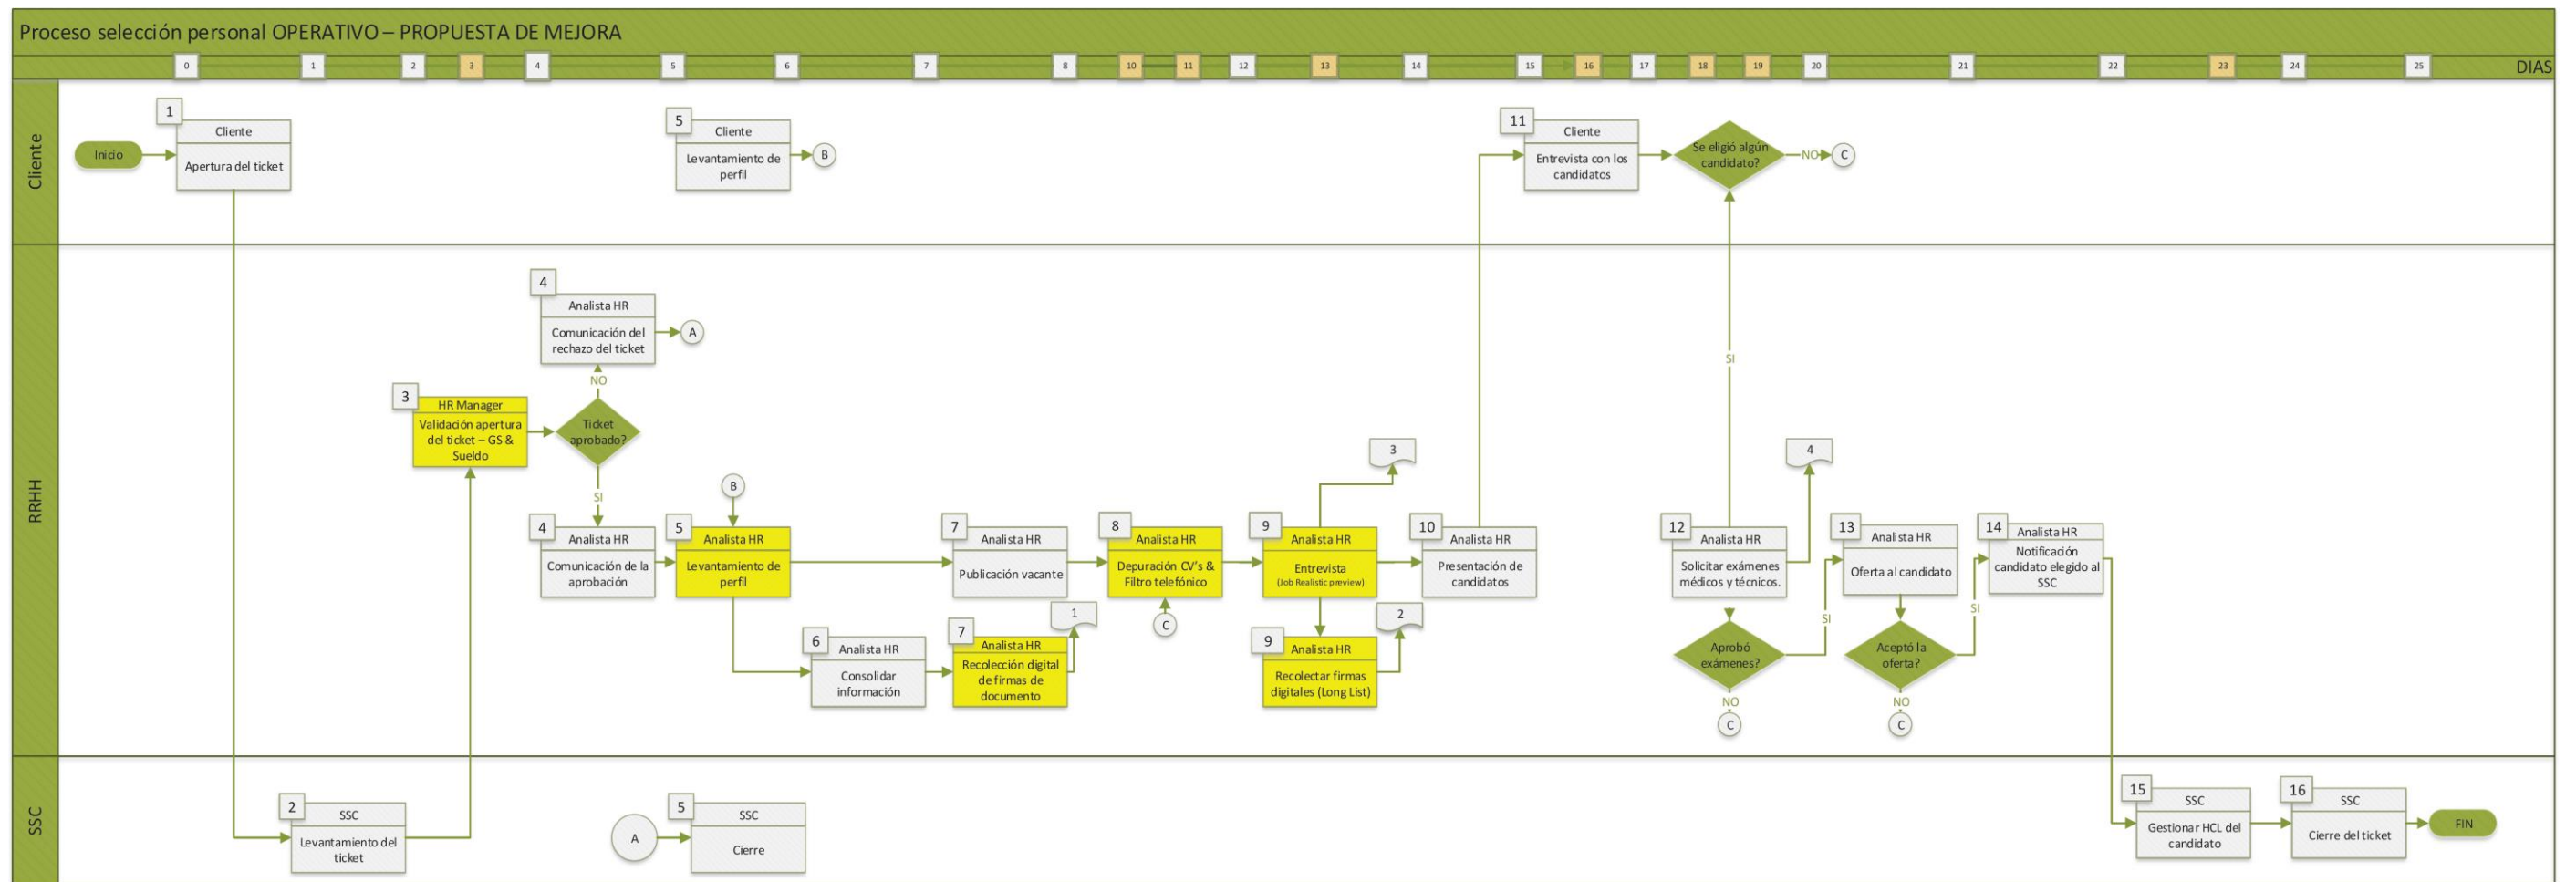 Proceso selección personal OPERATIVO – PROPUESTA DE MEJORA
0 1 2 3 4 5 6 7 8 10 11 12 13 14 15 16 17 18 19 20 21 22 23 24 25 DIAS
Cliente
Inicio
1
Cliente
Apertura del ticket
5
Cliente
Levantamiento de
perfil
B
11
Cliente
Entrevista con los
candidatos
Se eligió algún
candidato?
NO
C
SI
RRHH
4
Analista HR
Comunicación del
rechazo del ticket
A
NO
3
HR Manager
Validación apertura
del ticket – GS &
Sueldo
Ticket
aprobado?
SI
4
Analista HR
Comunicación de la
aprobación
B
5
Analista HR
Levantamiento de
perfil
6
Analista HR
Consolidar
información
7
Analista HR
Publicación vacante
7
Analista HR
Recolección digital
de firmas de
documento
1
8
Analista HR
Depuración CV's &
Filtro telefónico
C
9
Analista HR
Entrevista
(Job Realistic preview)
3
9
Analista HR
Recolectar firmas
digitales (Long List)
2
10
Analista HR
Presentación de
candidatos
12
Analista HR
Solicitar exámenes
médicos y técnicos.
4
Aprobó
exámenes?
NO
C
SI
13
Analista HR
Oferta al candidato
Aceptó la
oferta?
NO
C
SI
14
Analista HR
Notificación
candidato elegido al
SSC
SSC
2
SSC
Levantamiento del
ticket
A
5
SSC
Cierre
15
SSC
Gestionar HCL del
candidato
16
SSC
Cierre del ticket
FIN